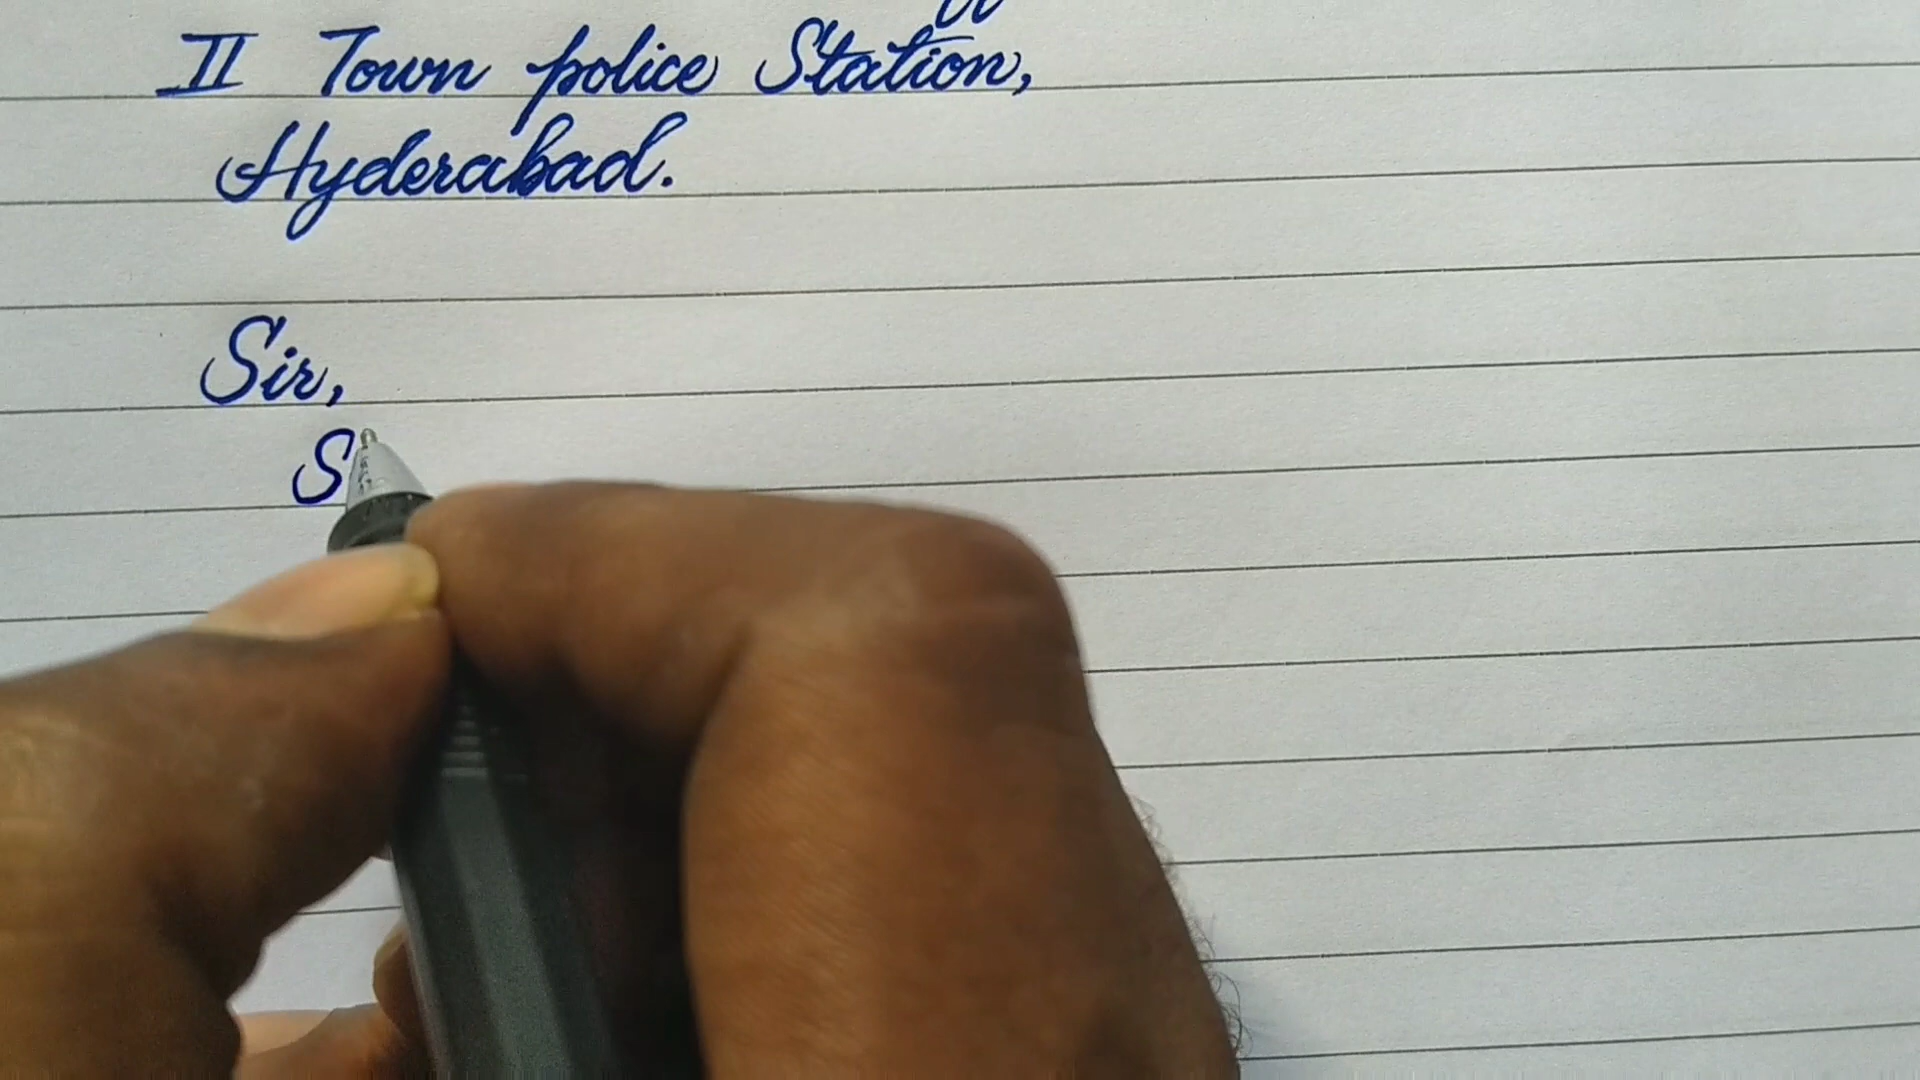 II Town police Station,
Hyderabad.
Sir,
S